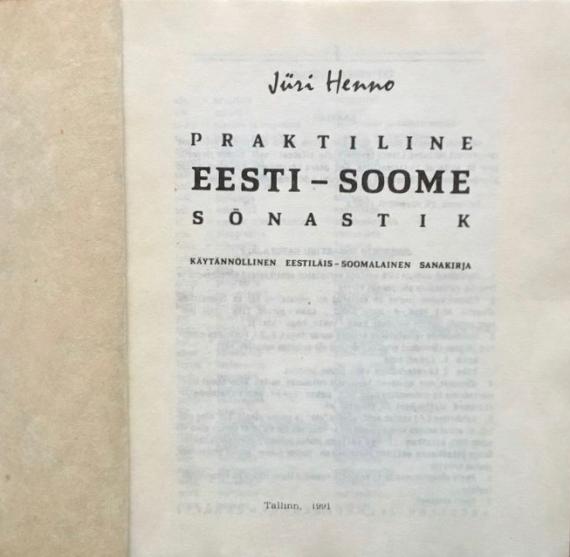 Jüri Henno
PRAKTILINE
EESTI – SOOME
SÕNASTIK
KÄYTÄNNÖLLINEN EESTILÄIS – SOOMALAINEN SANAKIRJA
Tallinn, 1991